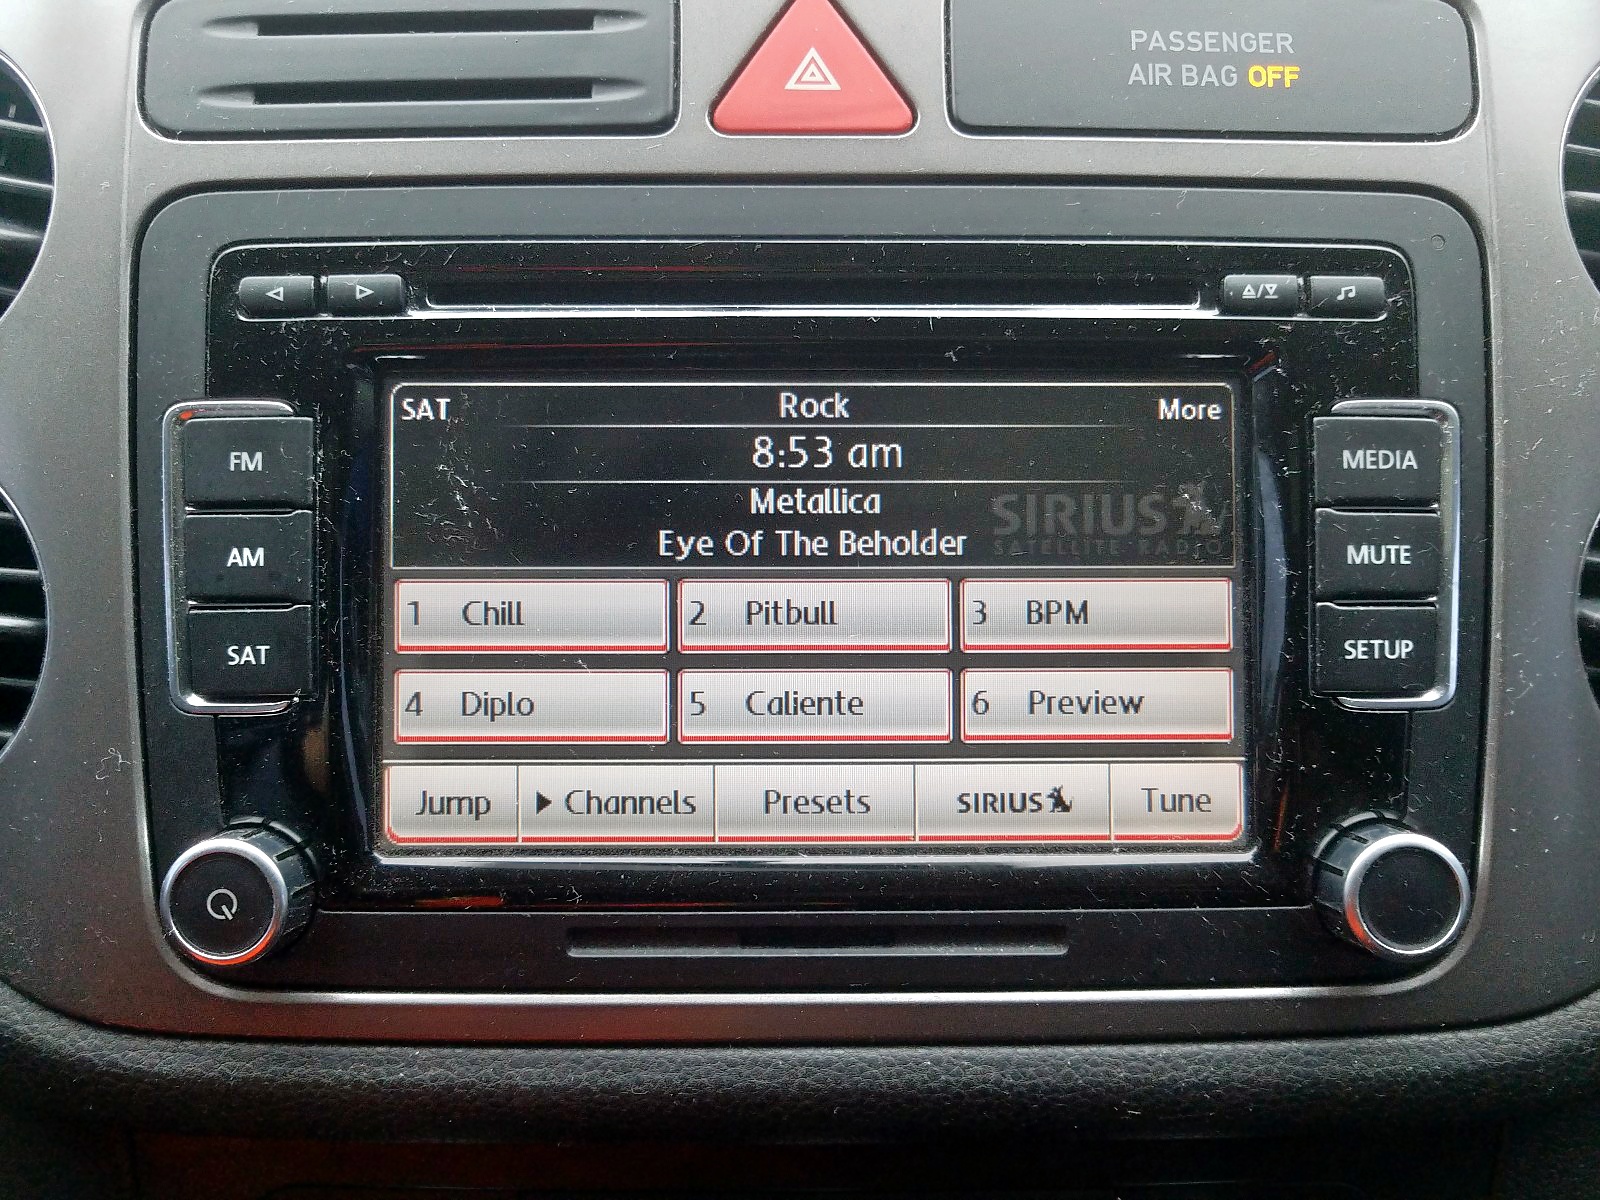 PASSENGER
AIR BAG OFF
SAT Rock More
8:53 am
Metallica
Eye Of The Beholder
SIRIUS
SATELLITE RADIO
1 Chill 2 Pitbull 3 BPM
4 Diplo 5 Caliente 6 Preview
Jump Channels Presets SIRIUS Tune
FM
AM
SAT
MEDIA
MUTE
SETUP